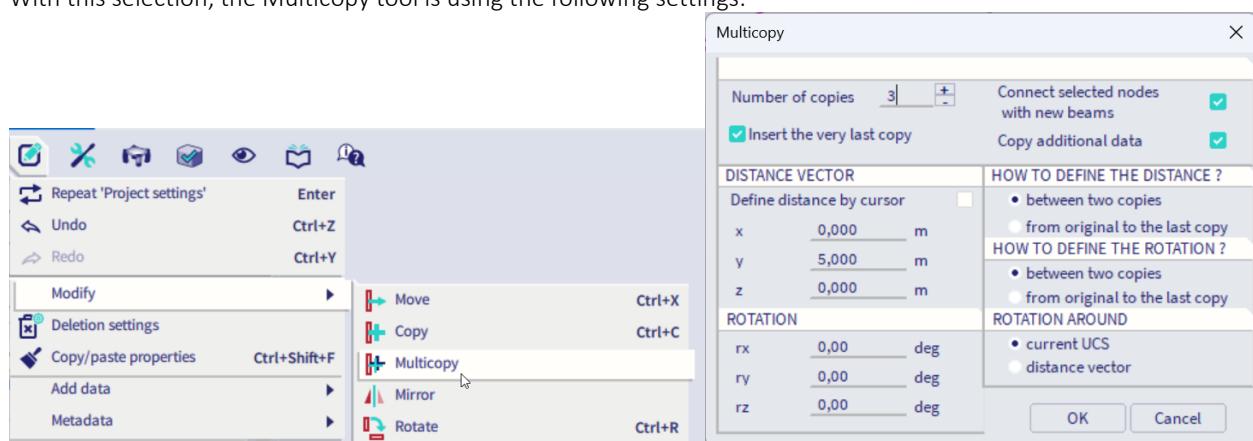 With this selection, the Multicopy tool is using the following settings:
Repeat 'Project settings' Enter
Undo Ctrl+Z
Redo Ctrl+Y
Modify
Deletion settings
Copy/paste properties Ctrl+Shift+F
Add data
Metadata
Move Ctrl+X
Copy Ctrl+C
Multicopy
Mirror
Rotate Ctrl+R
Multicopy
Number of copies 3 + -
Insert the very last copy
Connect selected nodes
with new beams
Copy additional data
DISTANCE VECTOR
Define distance by cursor
x 0,000 m
y 5,000 m
z 0,000 m
ROTATION
rx 0,00 deg
ry 0,00 deg
rz 0,00 deg
HOW TO DEFINE THE DISTANCE ?
between two copies
from original to the last copy
HOW TO DEFINE THE ROTATION ?
between two copies
from original to the last copy
ROTATION AROUND
current UCS
distance vector
OK Cancel